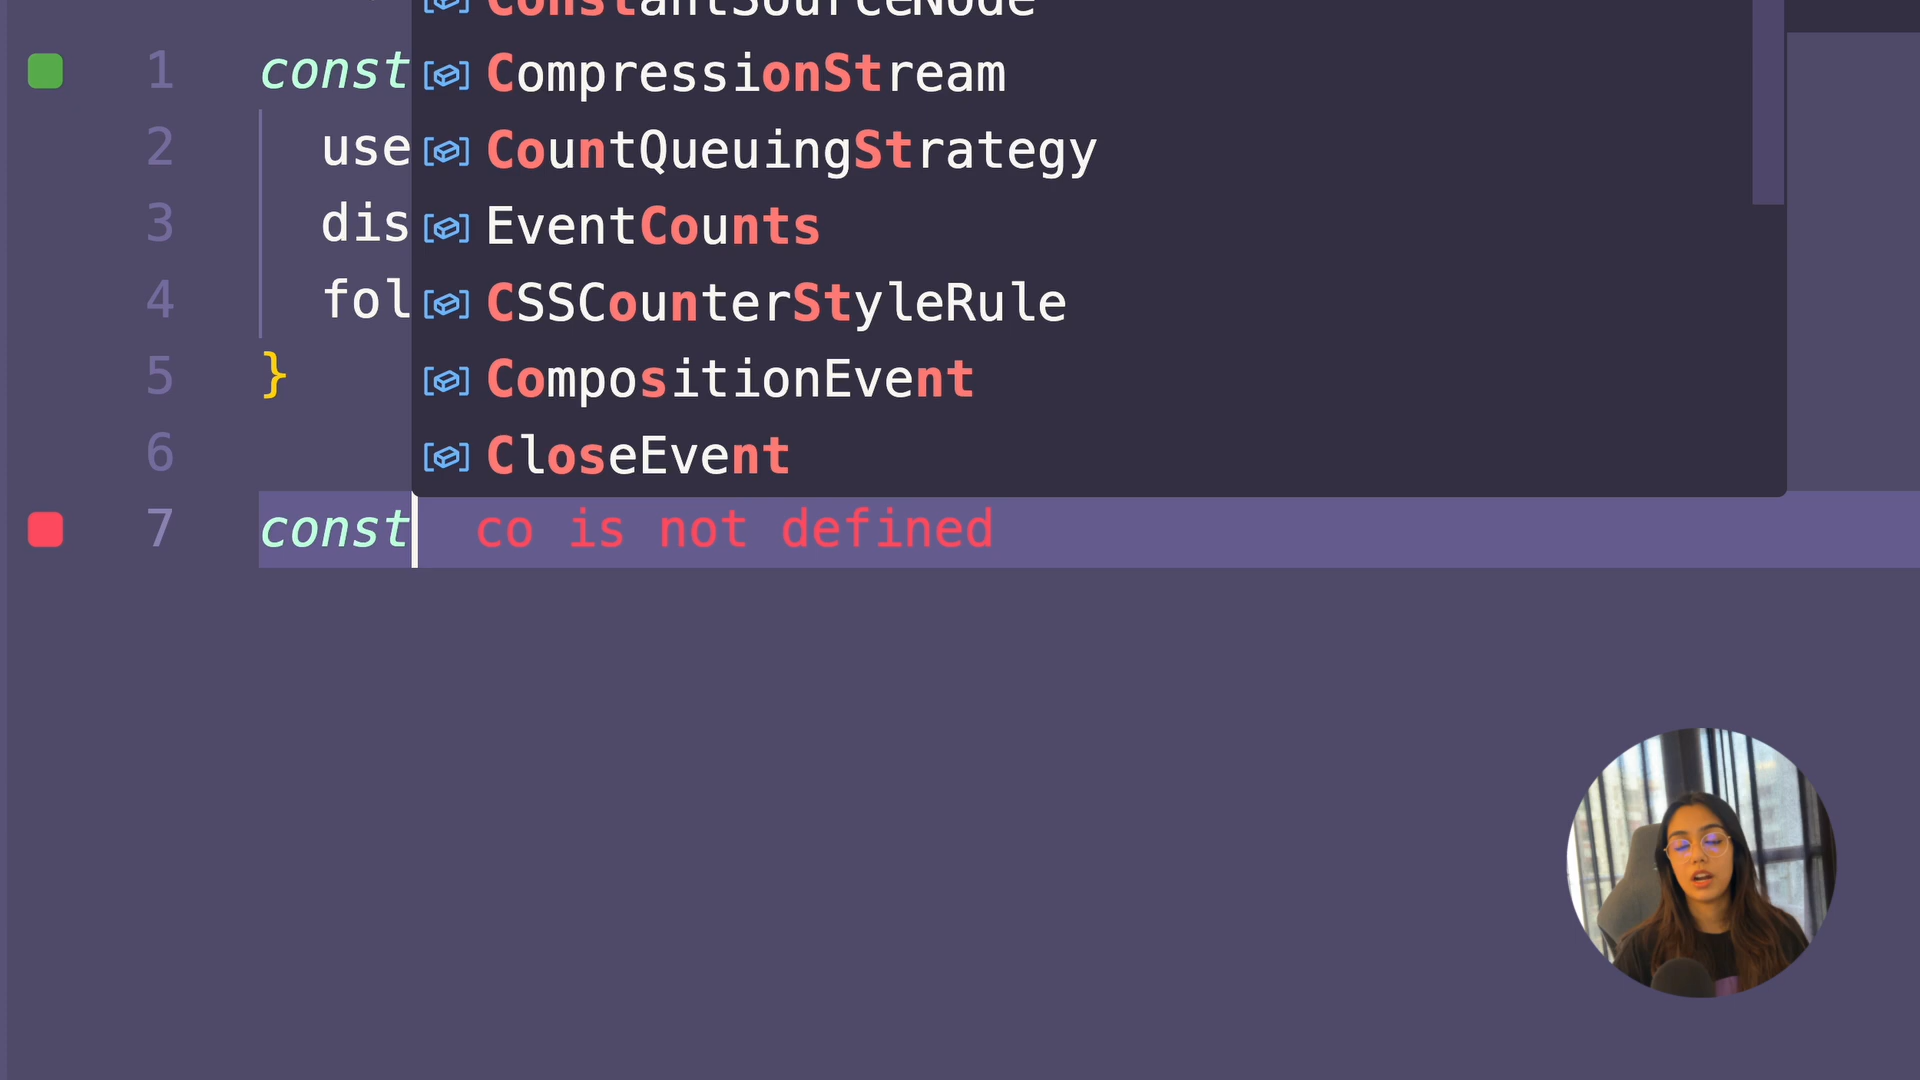 ConstantSourceNode
1 const
CompressionStream
2 use
CountQueuingStrategy
3 dis
EventCounts
4 fol
CSSCounterStyleRule
5 }
CompositionEvent
6
CloseEvent
7 const co is not defined